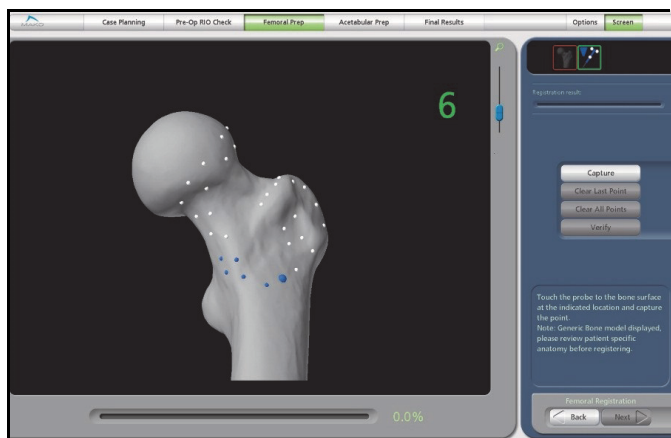 MAKO
Case Planning
Pre-Op RIO Check
Femoral Prep
Acetabular Prep
Final Results
Options
Screen
6
Registration result:
Capture
Clear Last Point
Clear All Points
Verify
Touch the probe to the bone surface
at the indicated location and capture
the point.
Note: Generic Bone model displayed,
please review patient specific
anatomy before registering.
0.0%
Femoral Registration
Back
Next